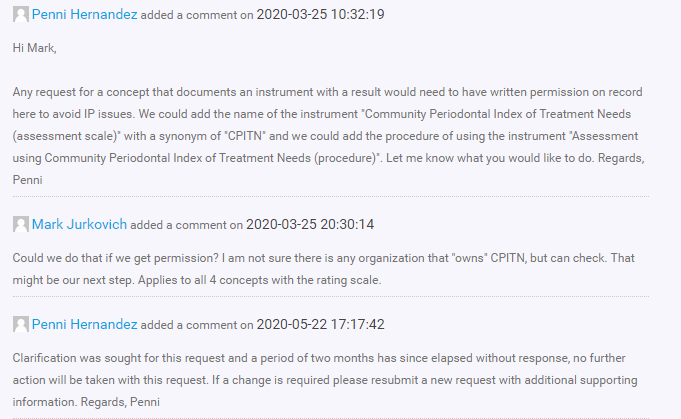 Penni Hernandez added a comment on 2020-03-25 10:32:19
Hi Mark,
Any request for a concept that documents an instrument with a result would need to have written permission on record
here to avoid IP issues. We could add the name of the instrument "Community Periodontal Index of Treatment Needs
(assessment scale)" with a synonym of "CPITN" and we could add the procedure of using the instrument "Assessment
using Community Periodontal Index of Treatment Needs (procedure)". Let me know what you would like to do. Regards,
Penni
Mark Jurkovich added a comment on 2020-03-25 20:30:14
Could we do that if we get permission? I am not sure there is any organization that "owns" CPITN, but can check. That
might be our next step. Applies to all 4 concepts with the rating scale.
Penni Hernandez added a comment on 2020-05-22 17:17:42
Clarification was sought for this request and a period of two months has since elapsed without response, no further
action will be taken with this request. If a change is required please resubmit a new request with additional supporting
information. Regards, Penni